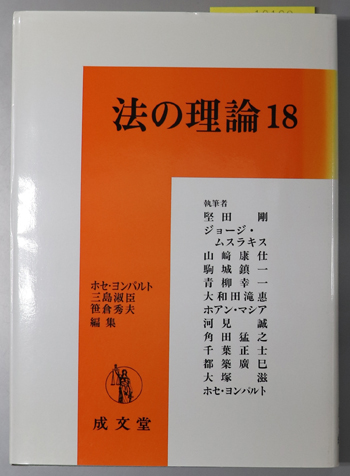 法の理論18
執筆者
堅田 剛
ジョージ・
ムスラキス
山﨑康仕
駒城鎮一
青柳幸一
大和田滝惠
ホアン・マシア
河見 誠
角田猛之
千葉正士
都築廣巳
大塚 滋
ホセ・ヨンパルト
ホセ・ヨンパルト
三島淑臣
笹倉秀夫
編集
成文堂